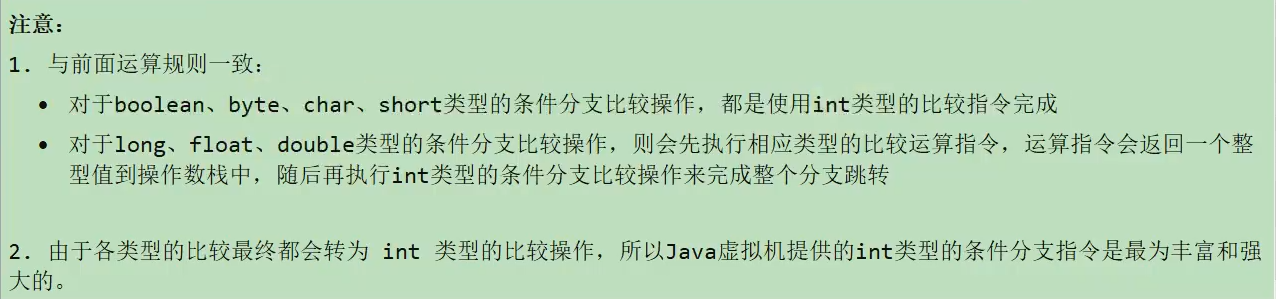 注意：
1. 与前面运算规则一致：
• 对于boolean、byte、char、short类型的条件分支比较操作，都是使用int类型的比较指令完成
• 对于long、float、double类型的条件分支比较操作，则会先执行相应类型的比较运算指令，运算指令会返回一个整
型值到操作数栈中，随后再执行int类型的条件分支比较操作来完成整个分支跳转
2. 由于各类型的比较最终都会转为 int 类型的比较操作，所以Java虚拟机提供的int类型的条件分支指令是最为丰富和强
大的。